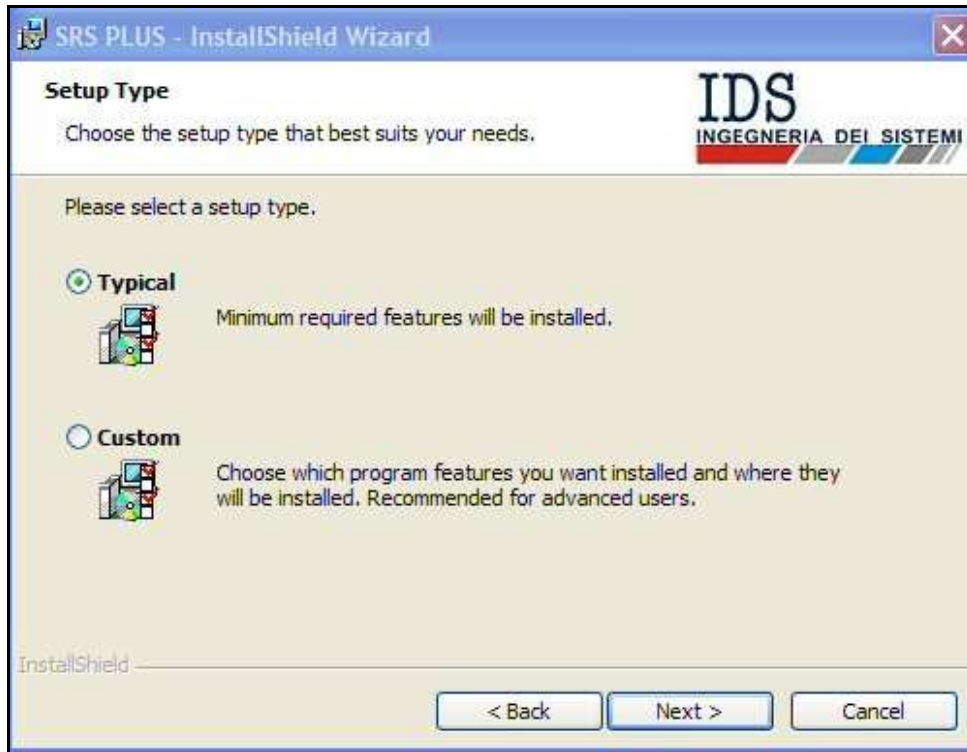 SRS PLUS - InstallShield Wizard
Setup Type
Choose the setup type that best suits your needs.
IDS
INGEGNERIA DEI SISTEMI
Please select a setup type.
Typical
Minimum required features will be installed.
Custom
Choose which program features you want installed and where they
will be installed. Recommended for advanced users.
InstallShield
< Back
Next >
Cancel